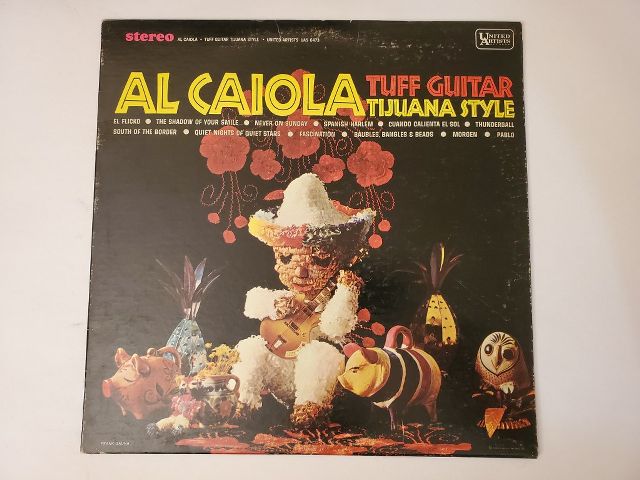 stereo AL CAIOLA • TUFF GUITAR TIJUANA STYLE • UNITED ARTISTS UAS 6473
UNITED ARTISTS
AL CAIOLA TUFF GUITAR
TIJUANA STYLE
EL FLICKO • THE SHADOW OF YOUR SMILE • NEVER ON SUNDAY • SPANISH HARLEM • CUANDO CALIENTA EL SOL • THUNDERBALL
SOUTH OF THE BORDER • QUIET NIGHTS OF QUIET STARS • FASCINATION • BAUBLES, BANGLES & BEADS • MORGEN • PABLO
FRANK GAUNA